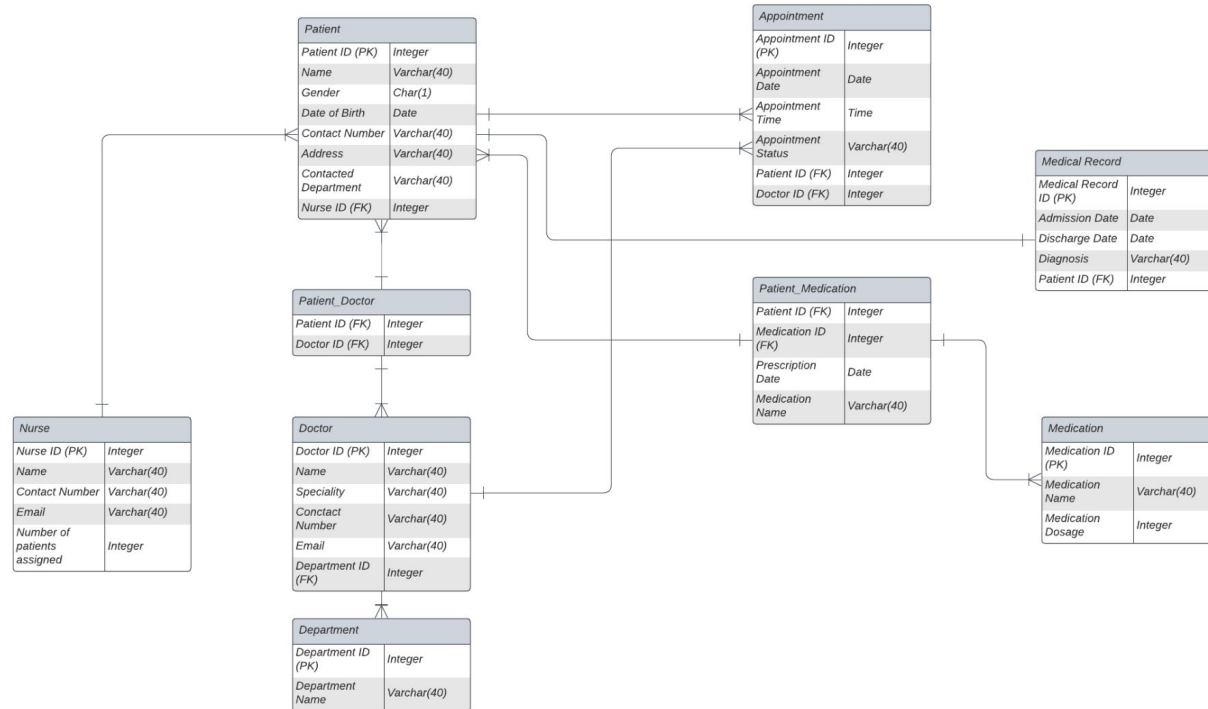 Patient
Patient ID (PK) Integer
Name Varchar(40)
Gender Char(1)
Date of Birth Date
Contact Number Varchar(40)
Address Varchar(40)
Contacted
Department Varchar(40)
Nurse ID (FK) Integer
Appointment
Appointment ID
(PK) Integer
Appointment
Date Date
Appointment
Time Time
Appointment
Status Varchar(40)
Patient ID (FK) Integer
Doctor ID (FK) Integer
Medical Record
Medical Record
ID (PK) Integer
Admission Date Date
Discharge Date Date
Diagnosis Varchar(40)
Patient ID (FK) Integer
Patient_Doctor
Patient ID (FK) Integer
Doctor ID (FK) Integer
Patient_Medication
Patient ID (FK) Integer
Medication ID
(FK) Integer
Prescription
Date Date
Medication
Name Varchar(40)
Nurse
Nurse ID (PK) Integer
Name Varchar(40)
Contact Number Varchar(40)
Email Varchar(40)
Number of
patients
assigned Integer
Doctor
Doctor ID (PK) Integer
Name Varchar(40)
Speciality Varchar(40)
Conctact
Number Varchar(40)
Email Varchar(40)
Department ID
(FK) Integer
Medication
Medication ID
(PK) Integer
Medication
Name Varchar(40)
Medication
Dosage Integer
Department
Department ID
(PK) Integer
Department
Name Varchar(40)